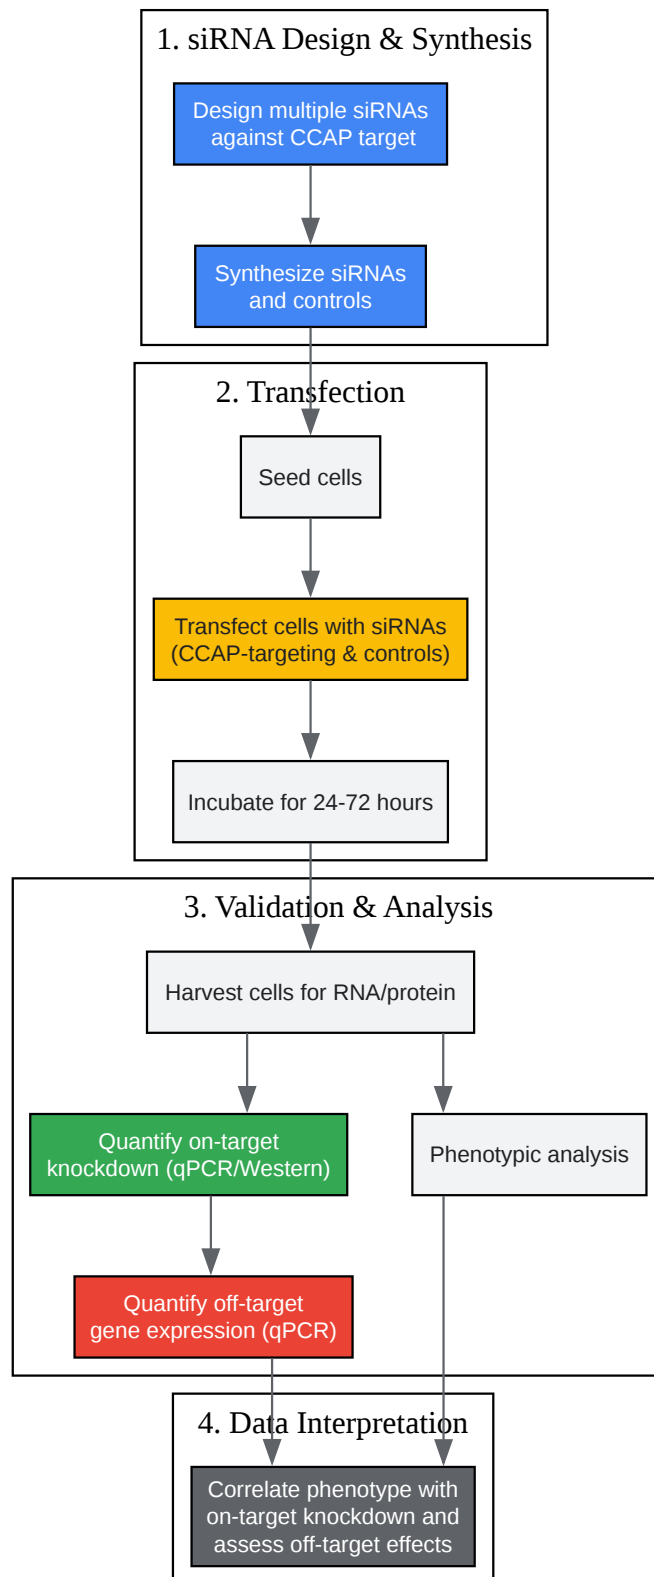 1. siRNA Design & Synthesis
Design multiple siRNAs
against CCAP target
Synthesize siRNAs
and controls
2. Transfection
Seed cells
Transfect cells with siRNAs
(CCAP-targeting & controls)
Incubate for 24-72 hours
3. Validation & Analysis
Harvest cells for RNA/protein
Quantify on-target
knockdown (qPCR/Western)
Phenotypic analysis
Quantify off-target
gene expression (qPCR)
4. Data Interpretation
Correlate phenotype with
on-target knockdown and
assess off-target effects